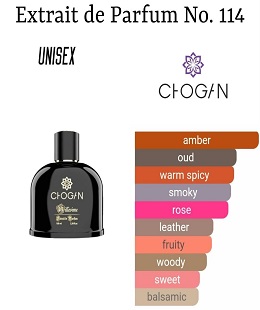 Extrait de Parfum No. 114
UNISEX
CHOGAN
amber
oud
warm spicy
smoky
rose
leather
fruity
woody
sweet
balsamic
CHOGAN